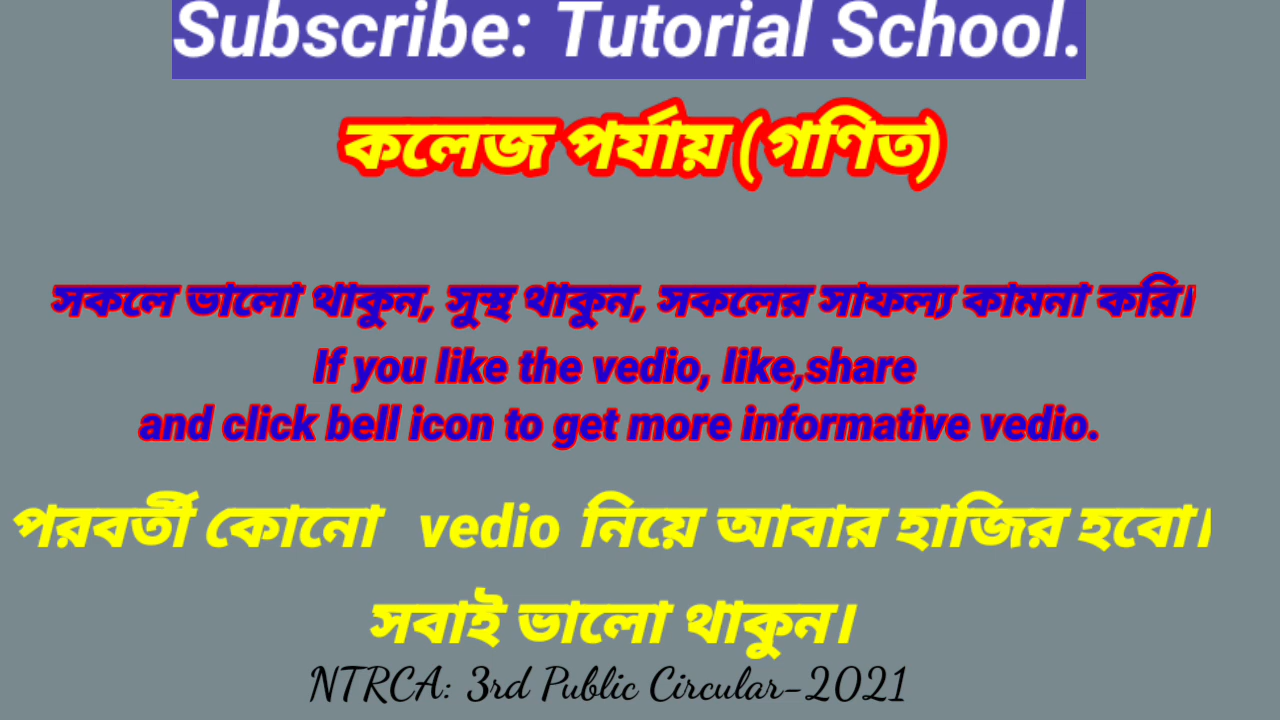 Subscribe: Tutorial School.
কলেজ পর্যায় (গণিত)
সকলে ভালো থাকুন, সুস্থ থাকুন, সকলের সাফল্য কামনা করি।
If you like the vedio, like,share
and click bell icon to get more informative vedio.
পরবর্তী কোনো vedio নিয়ে আবার হাজির হবো।
সবাই ভালো থাকুন।
NTRCA: 3rd Public Circular-2021